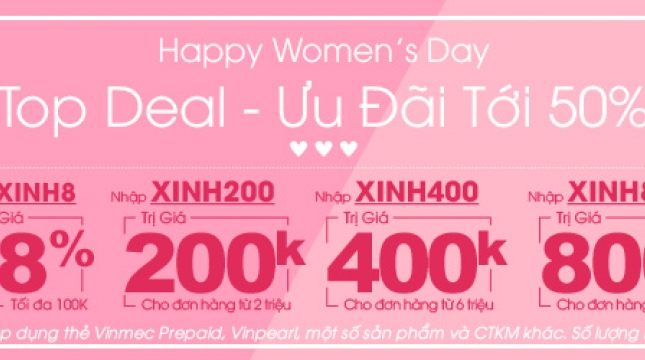 Happy Women's Day
Top Deal - Ưu Đãi Tới 50%
XINH8
Giá
8%
Tối đa 100K
Nhập XINH200
Trị Giá
200k
Cho đơn hàng từ 2 triệu
Nhập XINH400
Trị Giá
400k
Cho đơn hàng từ 6 triệu
Nhập XINH8
Trị Giá
800
Cho đơn hàng
dụng thẻ Vinmec Prepaid, Vinpearl, một số sản phẩm và CTKM khác. Số lượng